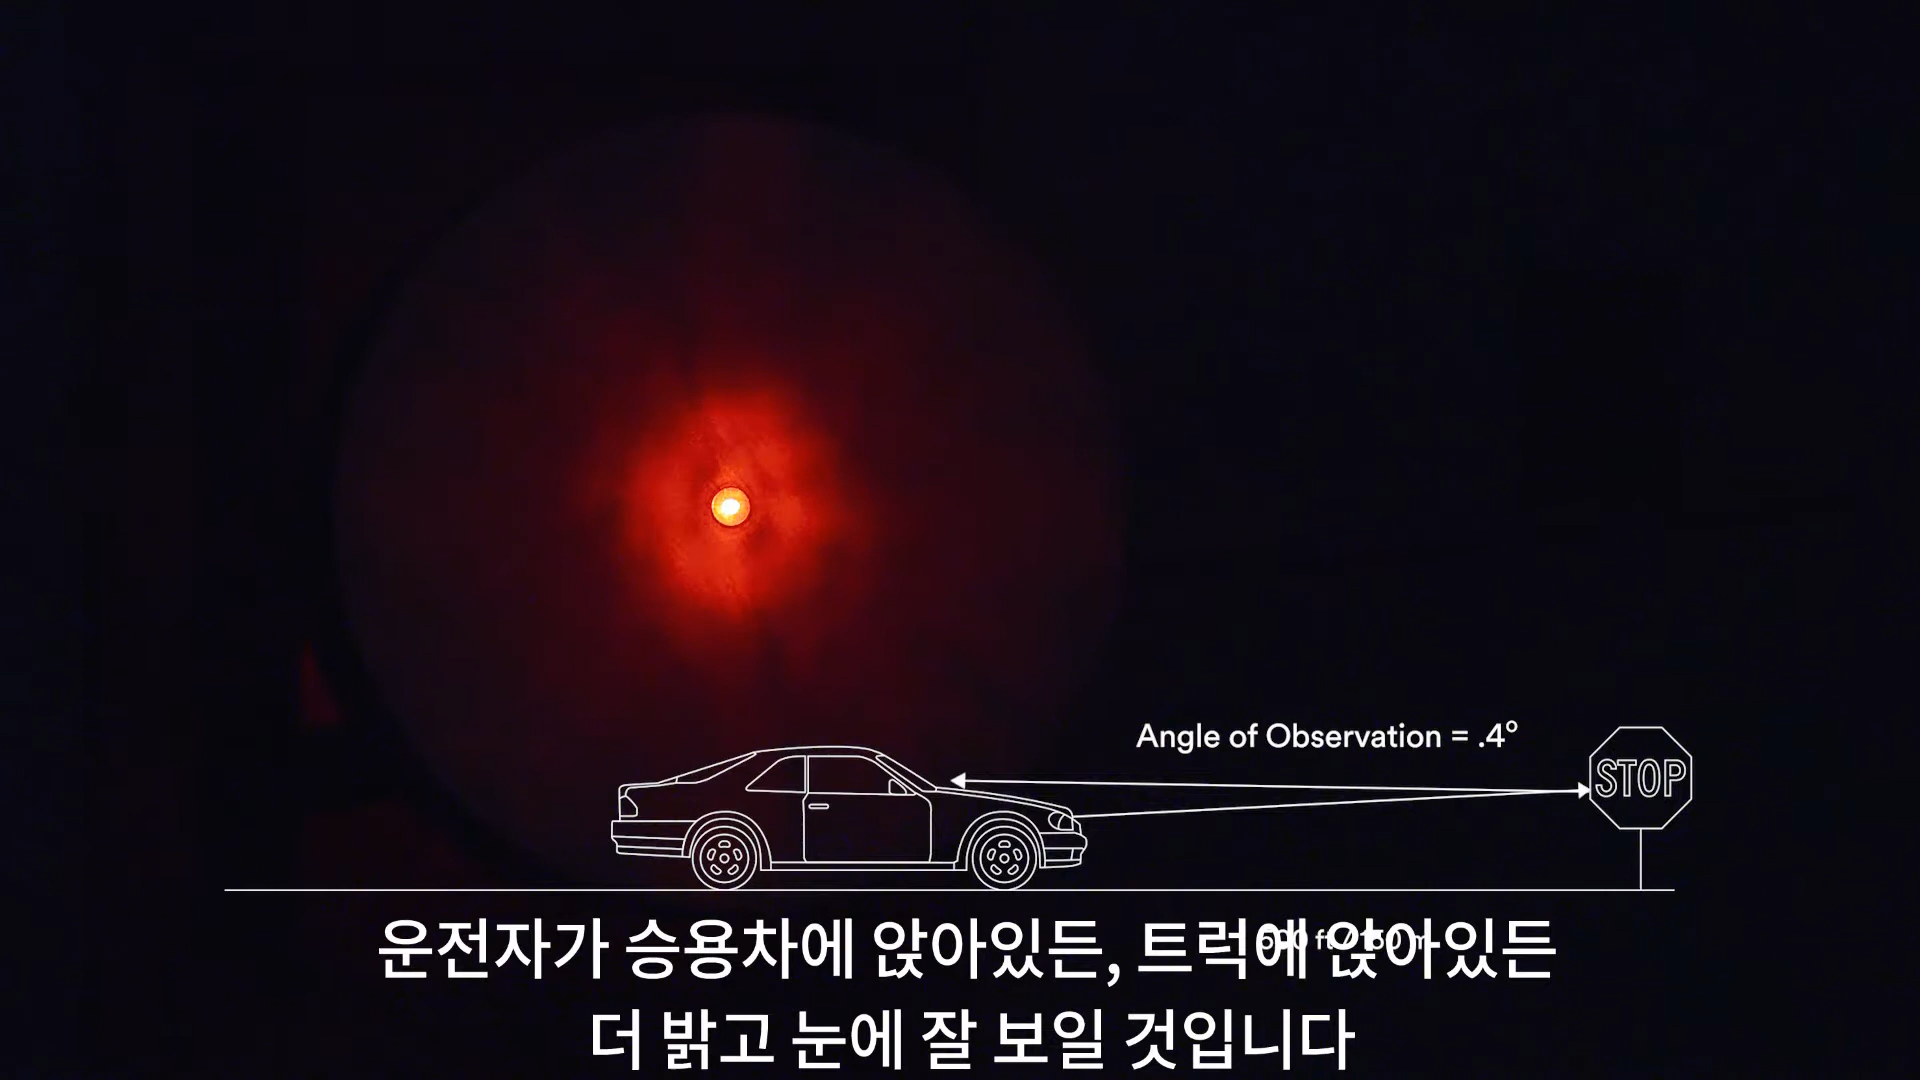 Angle of Observation = .4°
STOP
운전자가 승용차에 앉아있든, 트럭에 앉아있든
더 밝고 눈에 잘 보일 것입니다